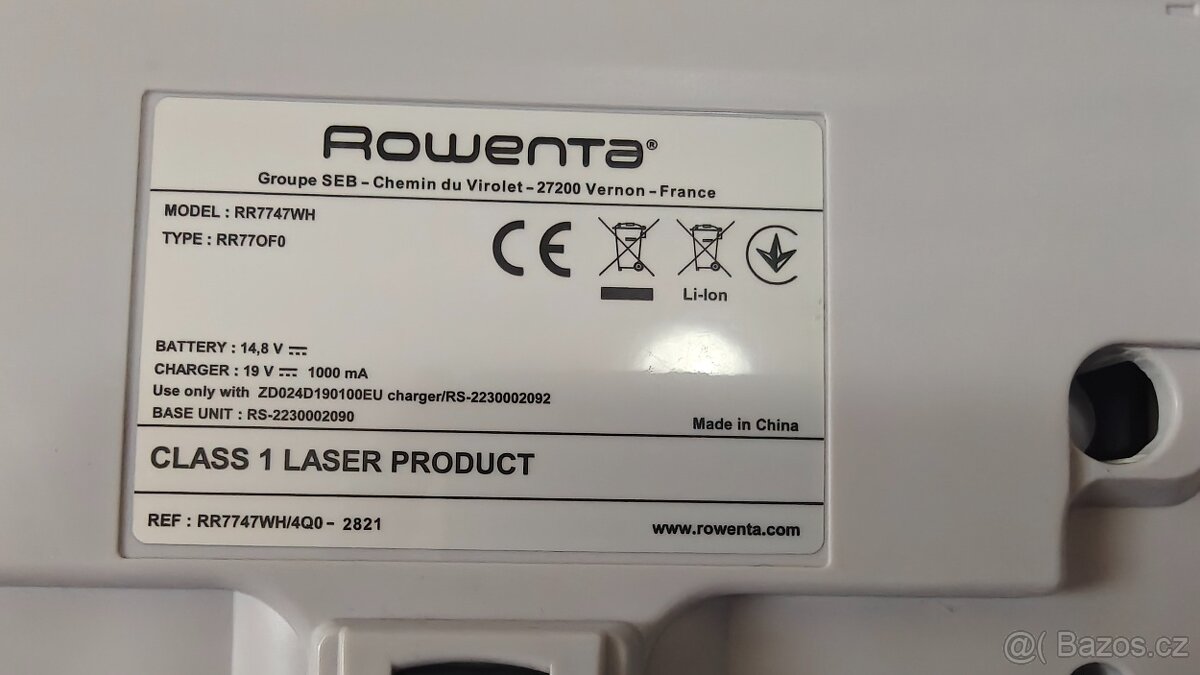 Rowenta®
Groupe SEB – Chemin du Virolet – 27200 Vernon – France
MODEL : RR7747WH
TYPE : RR77OF0
CE
Li-Ion
BATTERY : 14,8 V
CHARGER : 19 V 1000 mA
Use only with ZD024D190100EU charger/RS-2230002092
BASE UNIT : RS-2230002090
Made in China
CLASS 1 LASER PRODUCT
REF : RR7747WH/4Q0 - 2821
www.rowenta.com
@( Bazos.cz